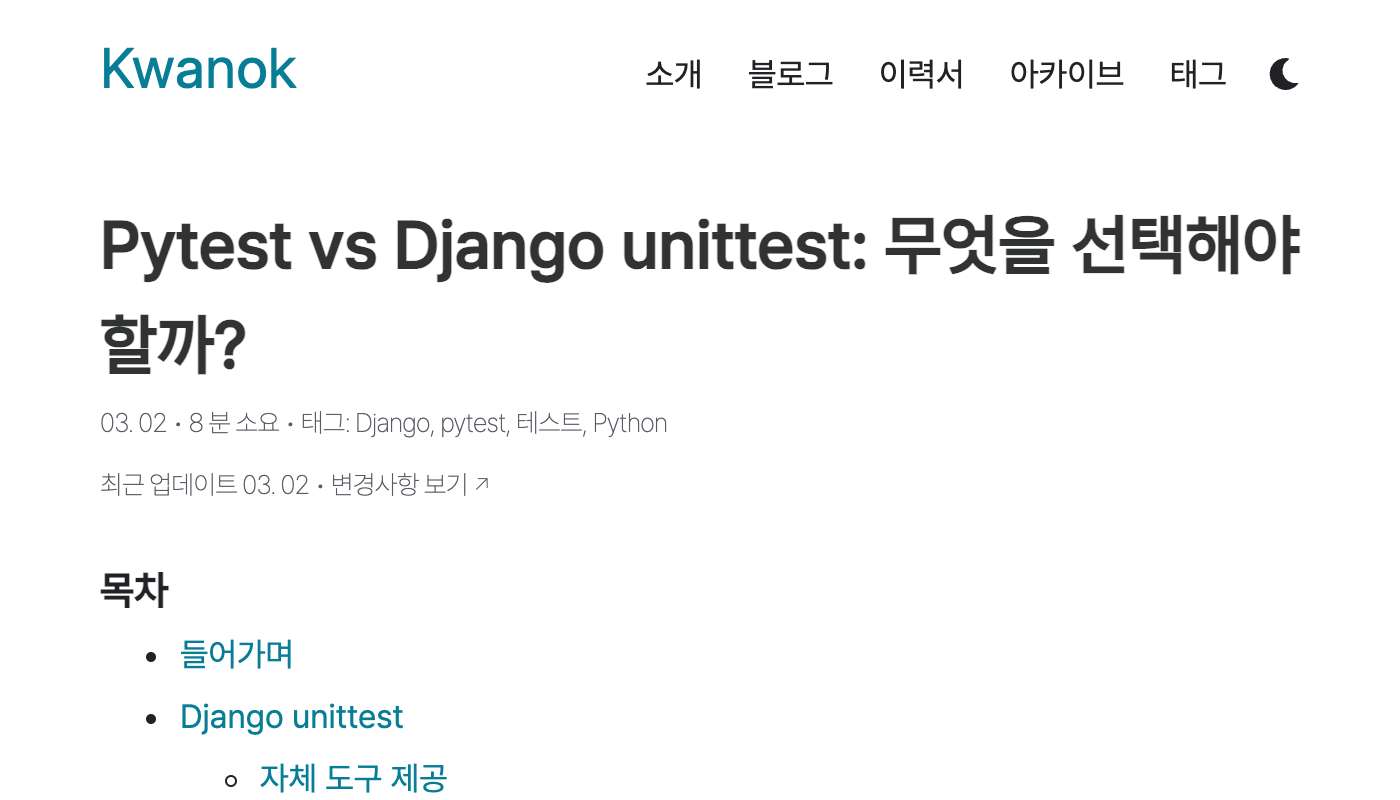 Kwanok
소개 블로그 이력서 아카이브 태그
Pytest vs Django unittest: 무엇을 선택해야
할까?
03. 02 • 8 분 소요 • 태그: Django, pytest, 테스트, Python
최근 업데이트 03. 02 • 변경사항 보기 ↗
목차
• 들어가며
• Django unittest
◦ 자체 도구 제공